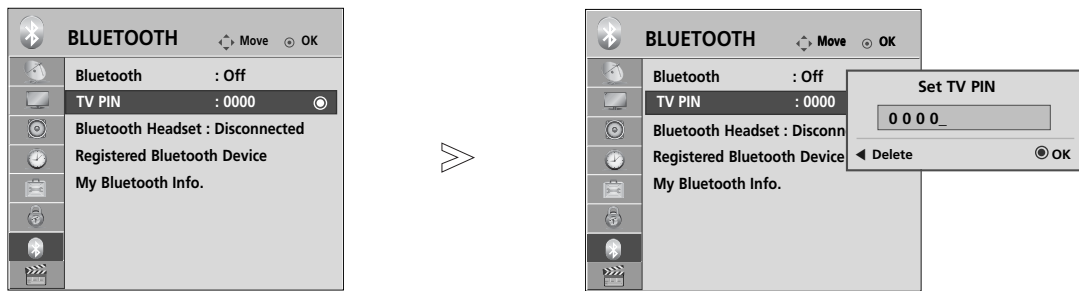 BLUETOOTH Move OK
Bluetooth : Off
TV PIN : 0000
Bluetooth Headset : Disconnected
Registered Bluetooth Device
My Bluetooth Info.
BLUETOOTH Move OK
Bluetooth : Off
TV PIN : 0000
Bluetooth Headset : Disconn
Registered Bluetooth Device
My Bluetooth Info.
Set TV PIN
0 0 0 0_
Delete OK